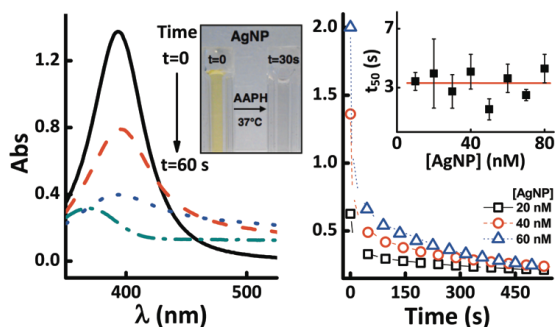 Abs
1.2
0.8
0.4
0.0
400
500
λ (nm)
Time
t=0
t=60 s
AgNP
t=0
t=30s
AAPH
37°C
2.0
1.5
1.0
0.5
0
150
300
450
Time (s)
t50 (s)
6
3
0
0
40
80
[AgNP] (nM)
[AgNP]
20 nM
40 nM
60 nM